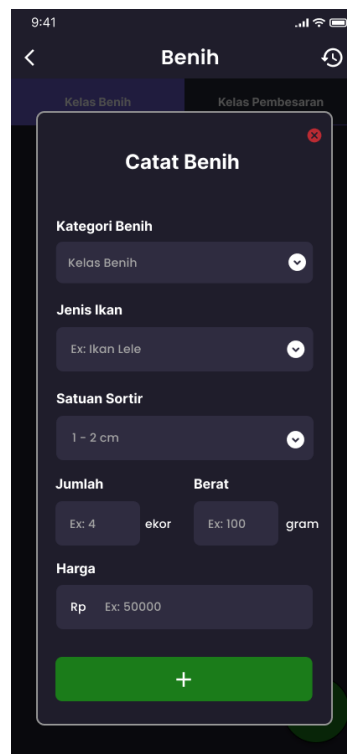 9:41
Benih
Kelas Benih Kelas Pembesaran
Catat Benih
Kategori Benih
Kelas Benih
Jenis Ikan
Ex: Ikan Lele
Satuan Sortir
1 - 2 cm
Jumlah Berat
Ex: 4 ekor Ex: 100 gram
Harga
Rp Ex: 50000
+